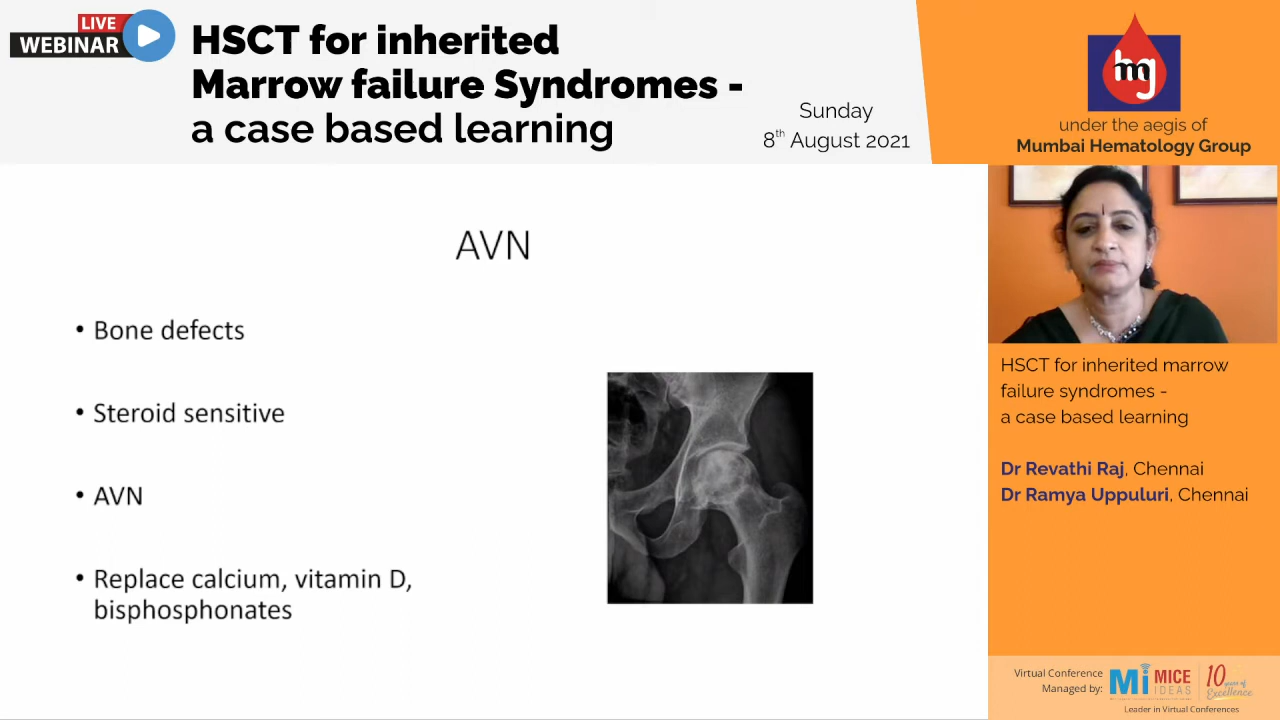 LIVE
WEBINAR
HSCT for inherited
Marrow failure Syndromes -
a case based learning
Sunday
8th August 2021
hmg
under the aegis of
Mumbai Hematology Group
AVN
• Bone defects
• Steroid sensitive
• AVN
• Replace calcium, vitamin D,
bisphosphonates
HSCT for inherited marrow
failure syndromes -
a case based learning
Dr Revathi Raj, Chennai
Dr Ramya Uppuluri, Chennai
Virtual Conference
Managed by:
Mi MICE
IDEAS
10 years of
Excellence
Leader in Virtual Conferences